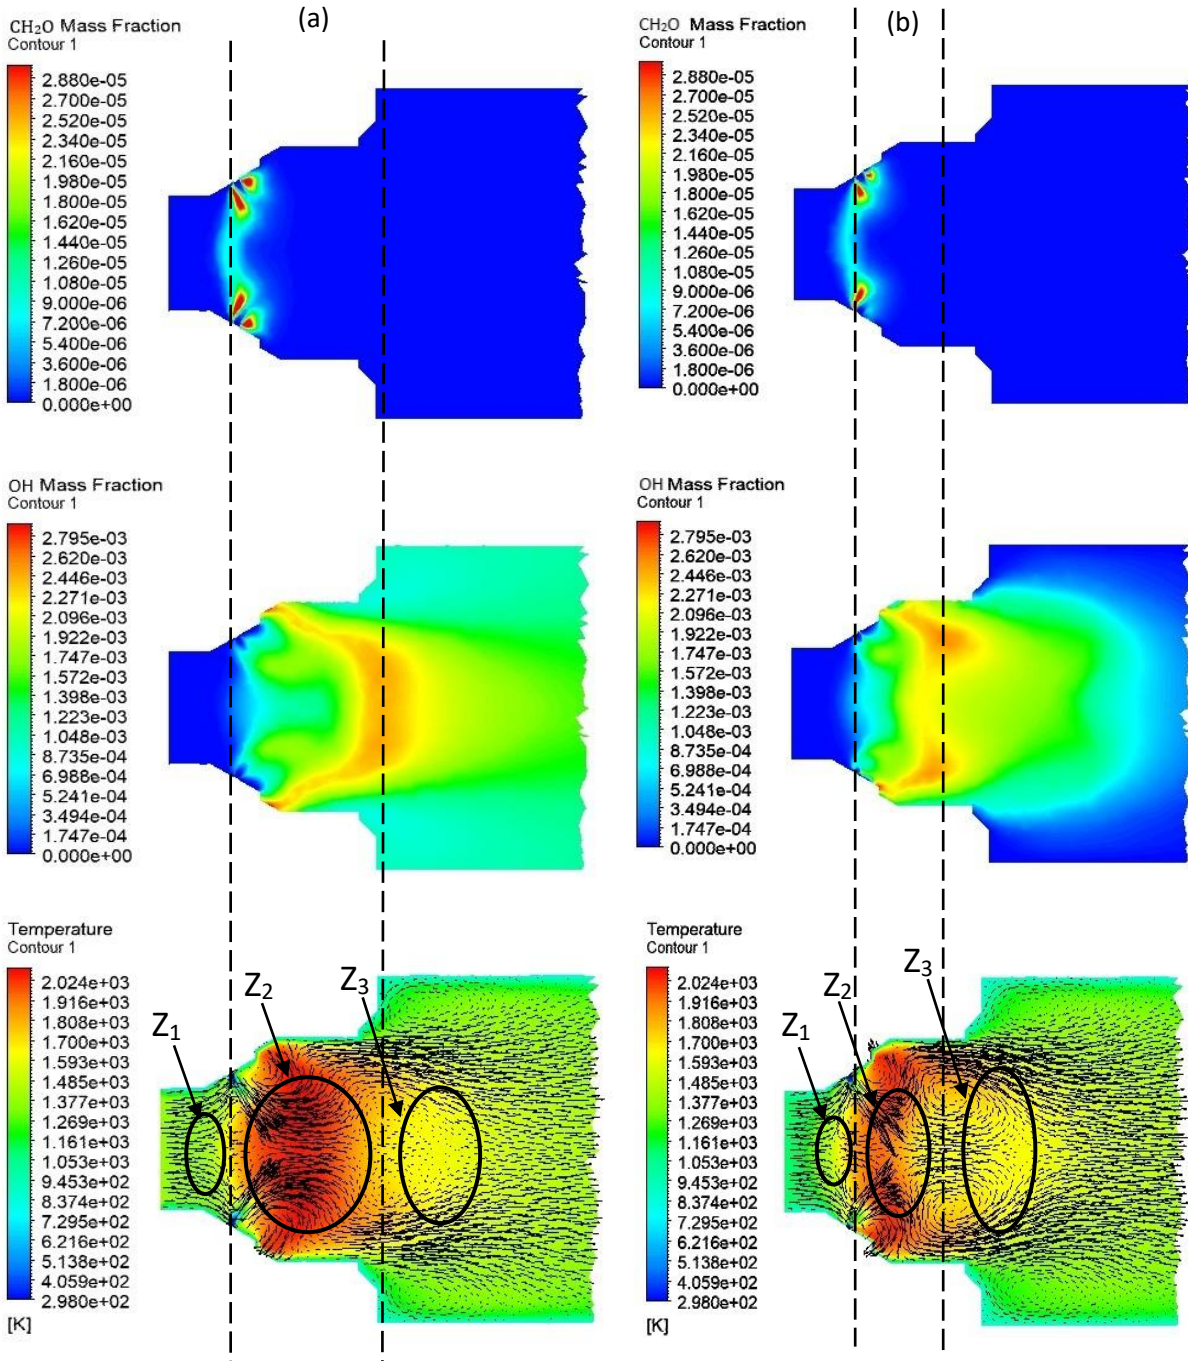 (a)
CH₂O Mass Fraction
Contour 1
2.880e-05
2.700e-05
2.520e-05
2.340e-05
2.160e-05
1.980e-05
1.800e-05
1.620e-05
1.440e-05
1.260e-05
1.080e-05
9.000e-06
7.200e-06
5.400e-06
3.600e-06
1.800e-06
0.000e+00
(b)
CH₂O Mass Fraction
Contour 1
2.880e-05
2.700e-05
2.520e-05
2.340e-05
2.160e-05
1.980e-05
1.800e-05
1.620e-05
1.440e-05
1.260e-05
1.080e-05
9.000e-06
7.200e-06
5.400e-06
3.600e-06
1.800e-06
0.000e+00
OH Mass Fraction
Contour 1
2.795e-03
2.620e-03
2.446e-03
2.271e-03
2.096e-03
1.922e-03
1.747e-03
1.572e-03
1.398e-03
1.223e-03
1.048e-03
8.735e-04
6.988e-04
5.241e-04
3.494e-04
1.747e-04
0.000e+00
OH Mass Fraction
Contour 1
2.795e-03
2.620e-03
2.446e-03
2.271e-03
2.096e-03
1.922e-03
1.747e-03
1.572e-03
1.398e-03
1.223e-03
1.048e-03
8.735e-04
6.988e-04
5.241e-04
3.494e-04
1.747e-04
0.000e+00
Temperature
Contour 1
2.024e+03
1.916e+03
1.808e+03
1.700e+03
1.593e+03
1.485e+03
1.377e+03
1.269e+03
1.161e+03
1.053e+03
9.453e+02
8.374e+02
7.295e+02
6.216e+02
5.138e+02
4.059e+02
2.980e+02
[K]
Z₁
Z₂
Z₃
Temperature
Contour 1
2.024e+03
1.916e+03
1.808e+03
1.700e+03
1.593e+03
1.485e+03
1.377e+03
1.269e+03
1.161e+03
1.053e+03
9.453e+02
8.374e+02
7.295e+02
6.216e+02
5.138e+02
4.059e+02
2.980e+02
[K]
Z₁
Z₂
Z₃